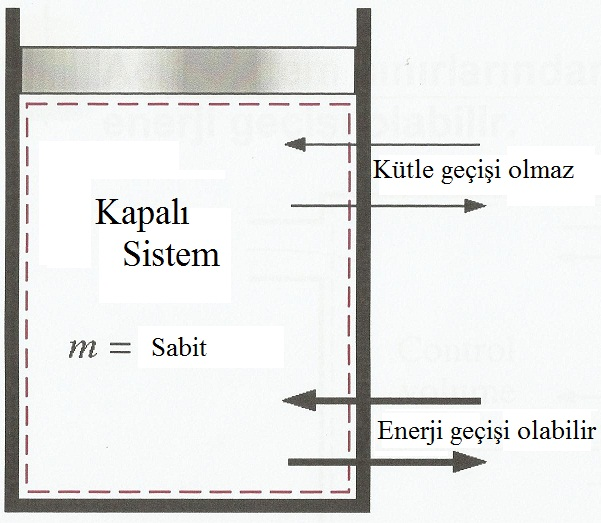 Kütle geçişi olmaz
Kapalı
Sistem
m = Sabit
Enerji geçişi olabilir